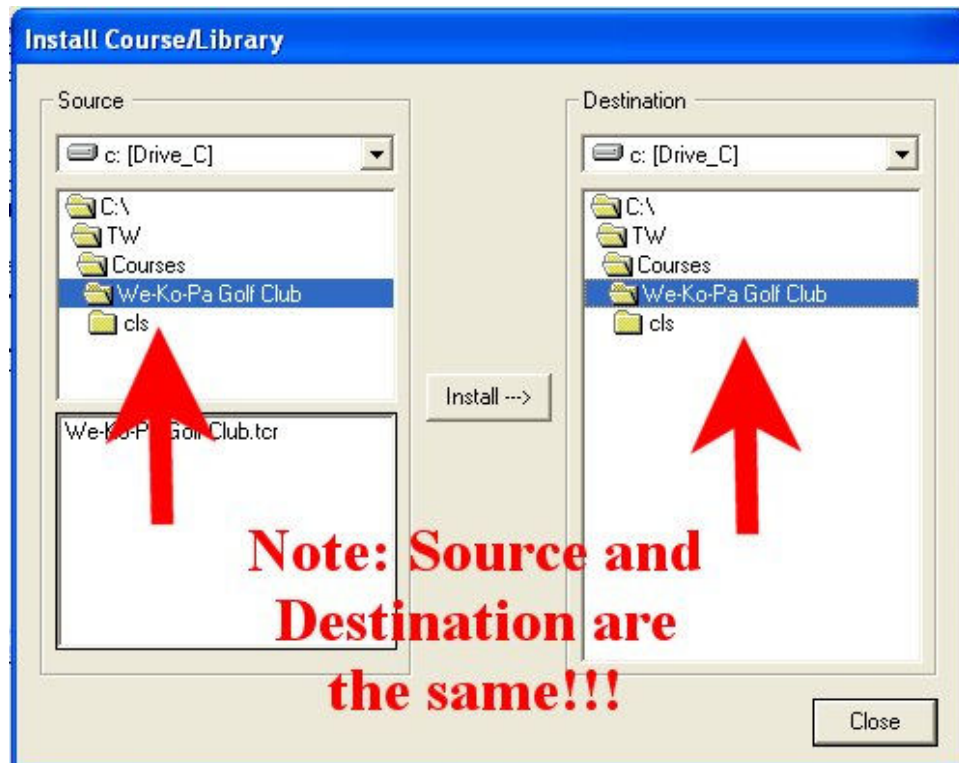 Install Course/Library
Source
c: [Drive_C]
C:\
TW
Courses
We-Ko-Pa Golf Club
cls
We-Ko-Pa Golf Club.tcr
Install --->
Destination
c: [Drive_C]
C:\
TW
Courses
We-Ko-Pa Golf Club
cls
Note: Source and
Destination are
the same!!!
Close